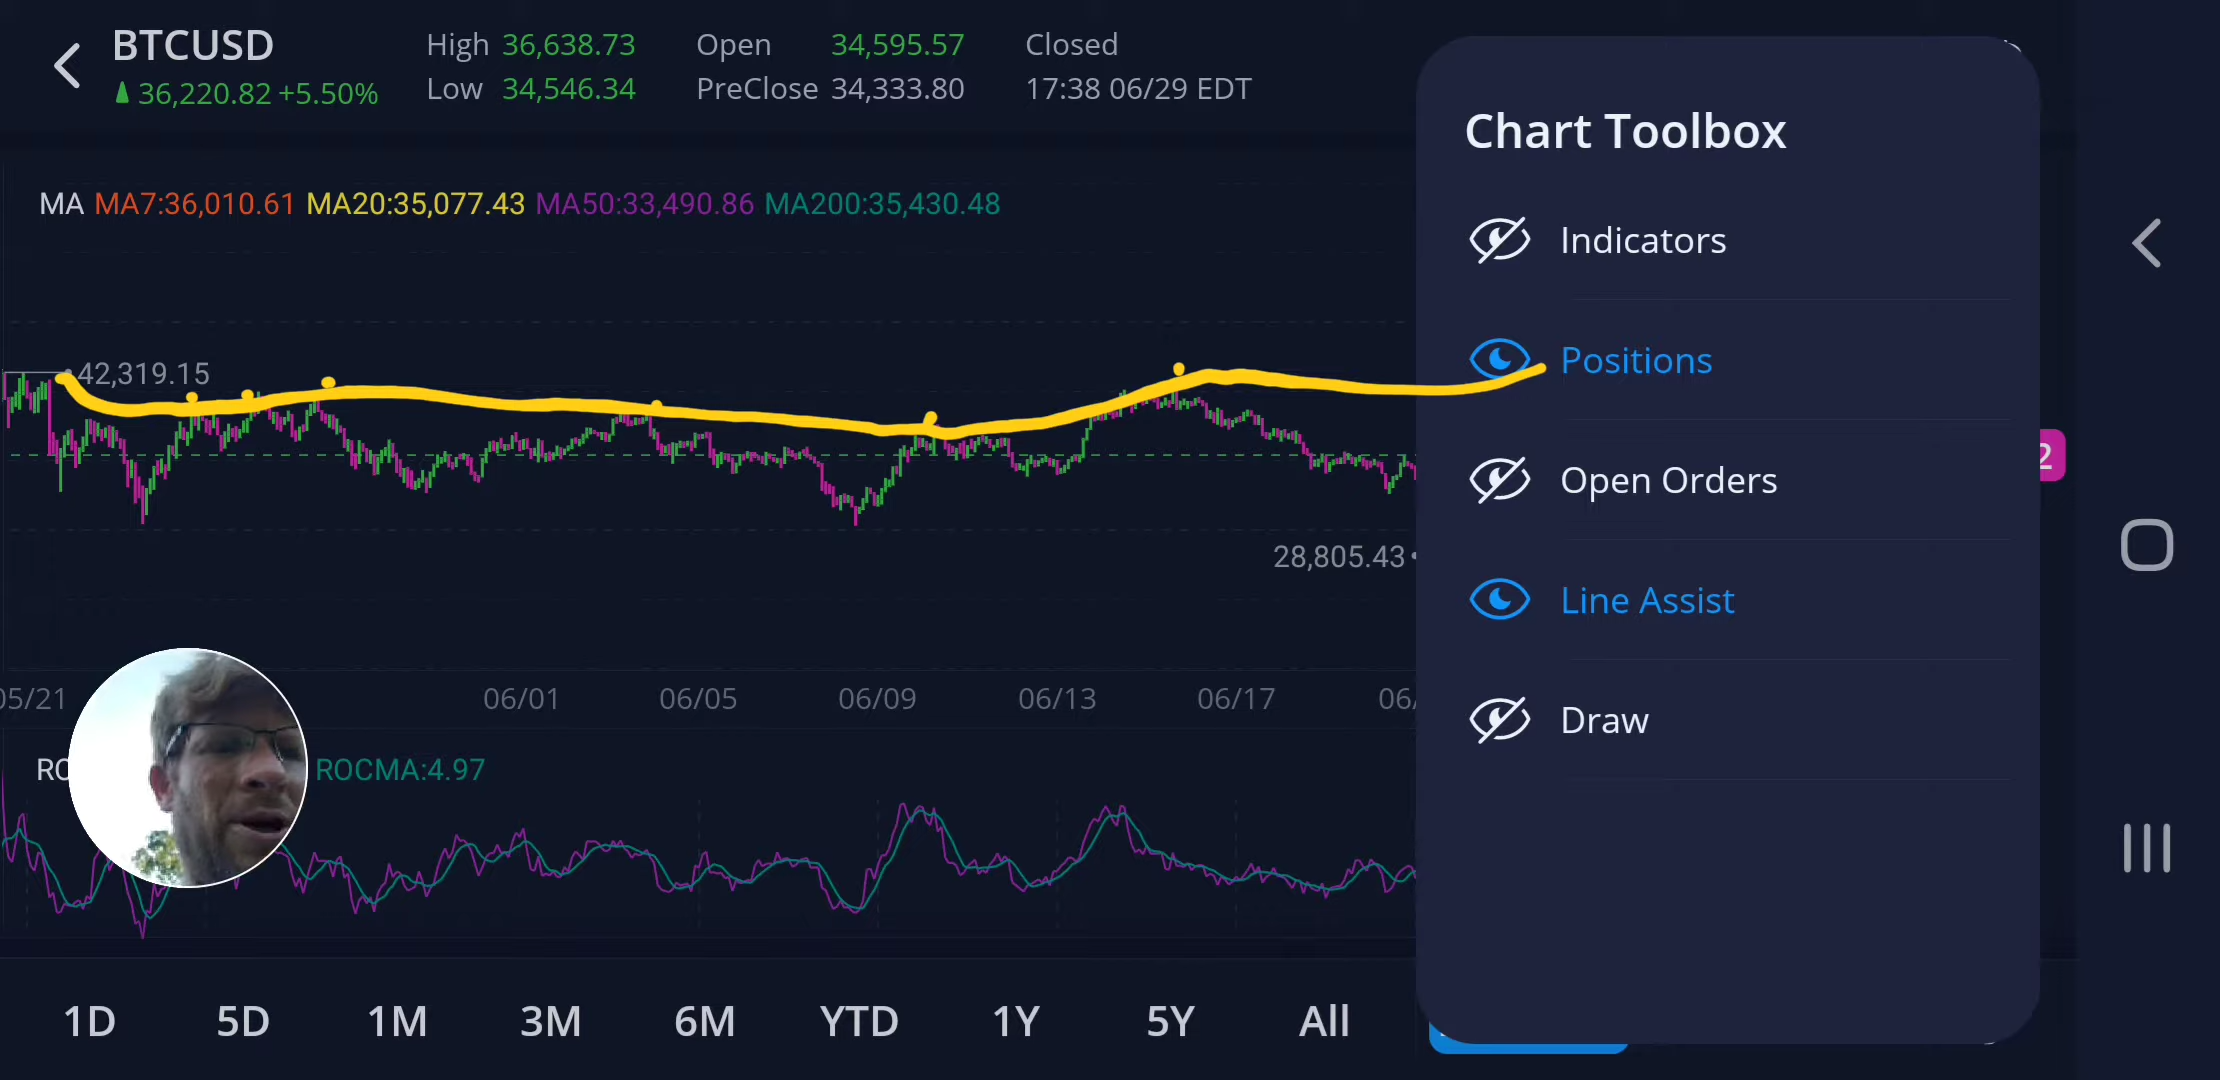 BTCUSD
36,220.82 +5.50%
High 36,638.73
Low 34,546.34
Open 34,595.57
PreClose 34,333.80
Closed
17:38 06/29 EDT
MA MA7:36,010.61 MA20:35,077.43 MA50:33,490.86 MA200:35,430.48
42,319.15
28,805.43
05/21 06/01 06/05 06/09 06/13 06/17 06/
ROCMA:4.97
1D 5D 1M 3M 6M YTD 1Y 5Y All
Chart Toolbox
Indicators
Positions
Open Orders
Line Assist
Draw
2